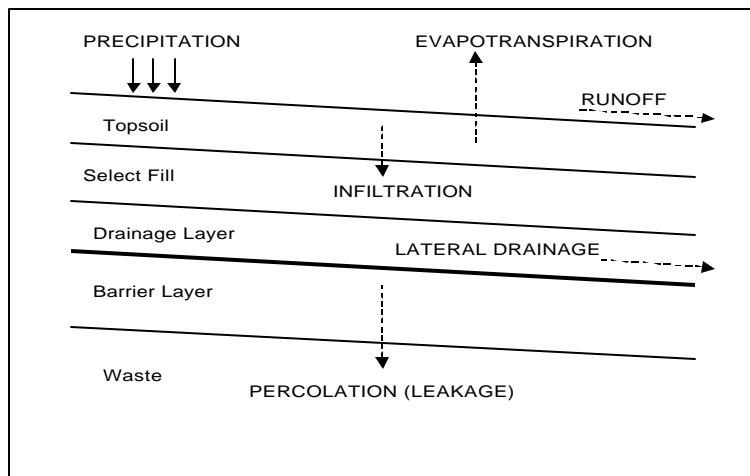 PRECIPITATION
EVAPOTRANSPIRATION
RUNOFF
Topsoil
Select Fill
INFILTRATION
Drainage Layer
LATERAL DRAINAGE
Barrier Layer
Waste
PERCOLATION (LEAKAGE)